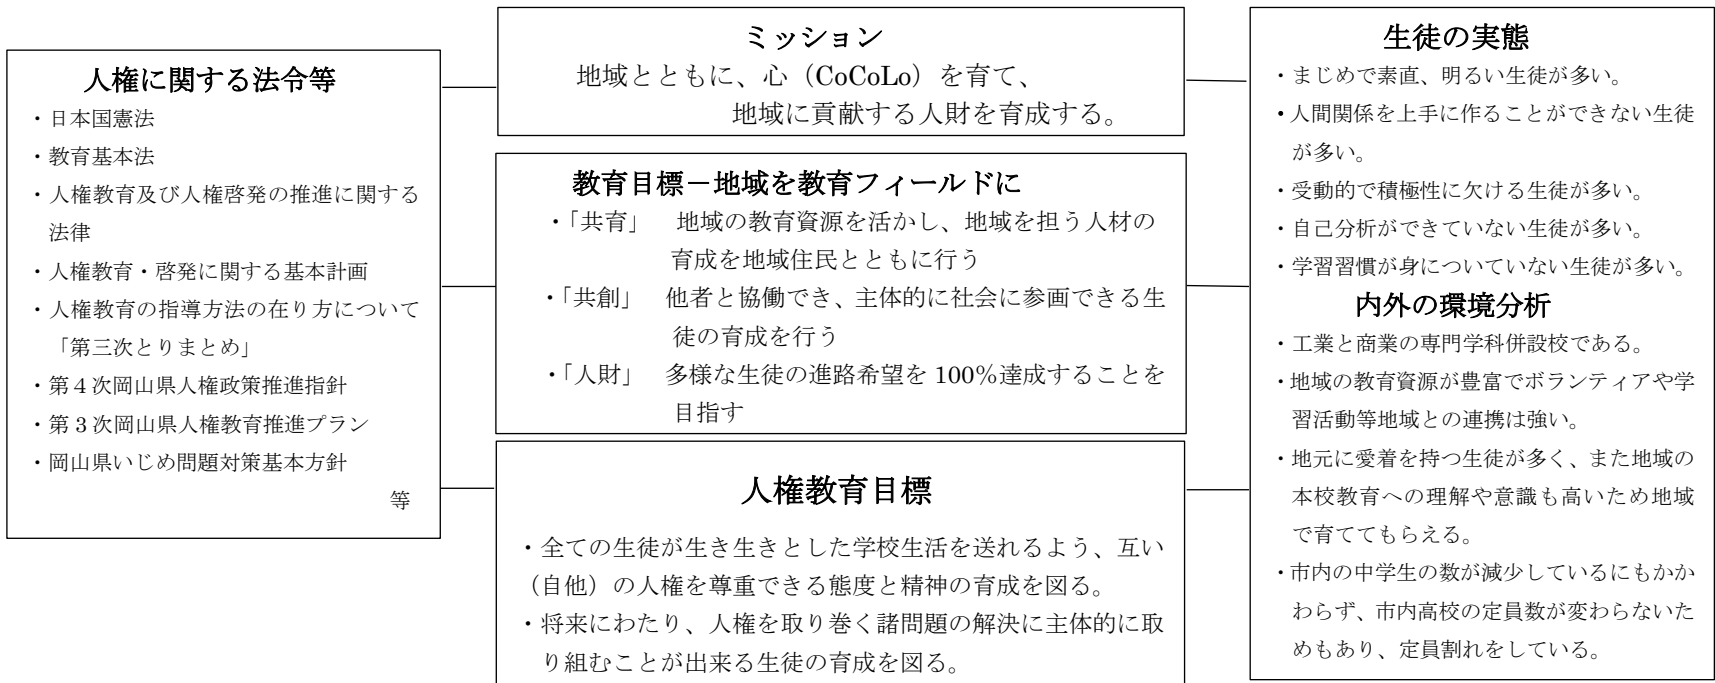 人権に関する法令等
・日本国憲法
・教育基本法
・人権教育及び人権啓発の推進に関する
法律
・人権教育・啓発に関する基本計画
・人権教育の指導方法の在り方について
「第三次とりまとめ」
・第４次岡山県人権政策推進指針
・第３次岡山県人権教育推進プラン
・岡山県いじめ問題対策基本方針
等
ミッション
地域とともに、心（CoCoLo）を育て、
地域に貢献する人財を育成する。
教育目標－地域を教育フィールドに
・「共育」　地域の教育資源を活かし、地域を担う人材の
育成を地域住民とともに行う
・「共創」　他者と協働でき、主体的に社会に参画できる生
徒の育成を行う
・「人財」　多様な生徒の進路希望を 100％達成することを
目指す
人権教育目標
・全ての生徒が生き生きとした学校生活を送れるよう、互い
（自他）の人権を尊重できる態度と精神の育成を図る。
・将来にわたり、人権を取り巻く諸問題の解決に主体的に取
り組むことが出来る生徒の育成を図る。
生徒の実態
・まじめで素直、明るい生徒が多い。
・人間関係を上手に作ることができない生徒
が多い。
・受動的で積極性に欠ける生徒が多い。
・自己分析ができていない生徒が多い。
・学習習慣が身についていない生徒が多い。
内外の環境分析
・工業と商業の専門学科併設校である。
・地域の教育資源が豊富でボランティアや学
習活動等地域との連携は強い。
・地元に愛着を持つ生徒が多く、また地域の
本校教育への理解や意識も高いため地域
で育ててもらえる。
・市内の中学生の数が減少しているにもかか
わらず、市内高校の定員数が変わらないた
めもあり、定員割れをしている。